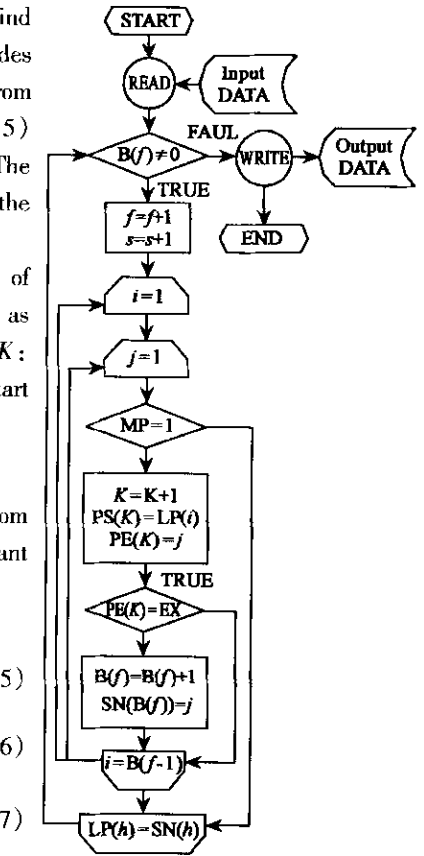 ind
des
om
5)
The
the
of
as
K:
art
om
ant
5)
6)
7)
START
READ
Input
DATA
B(f)≠0
FAUL
WRITE
Output
DATA
TRUE
END
f=f+1
s=s+1
i=1
j=1
MP=1
K=K+1
PS(K)=LP(i)
PE(K)=j
TRUE
PE(K)=EX
B(f)=B(f)+1
SN(B(f))=j
i=B(f-1)
LP(h)=SN(h)